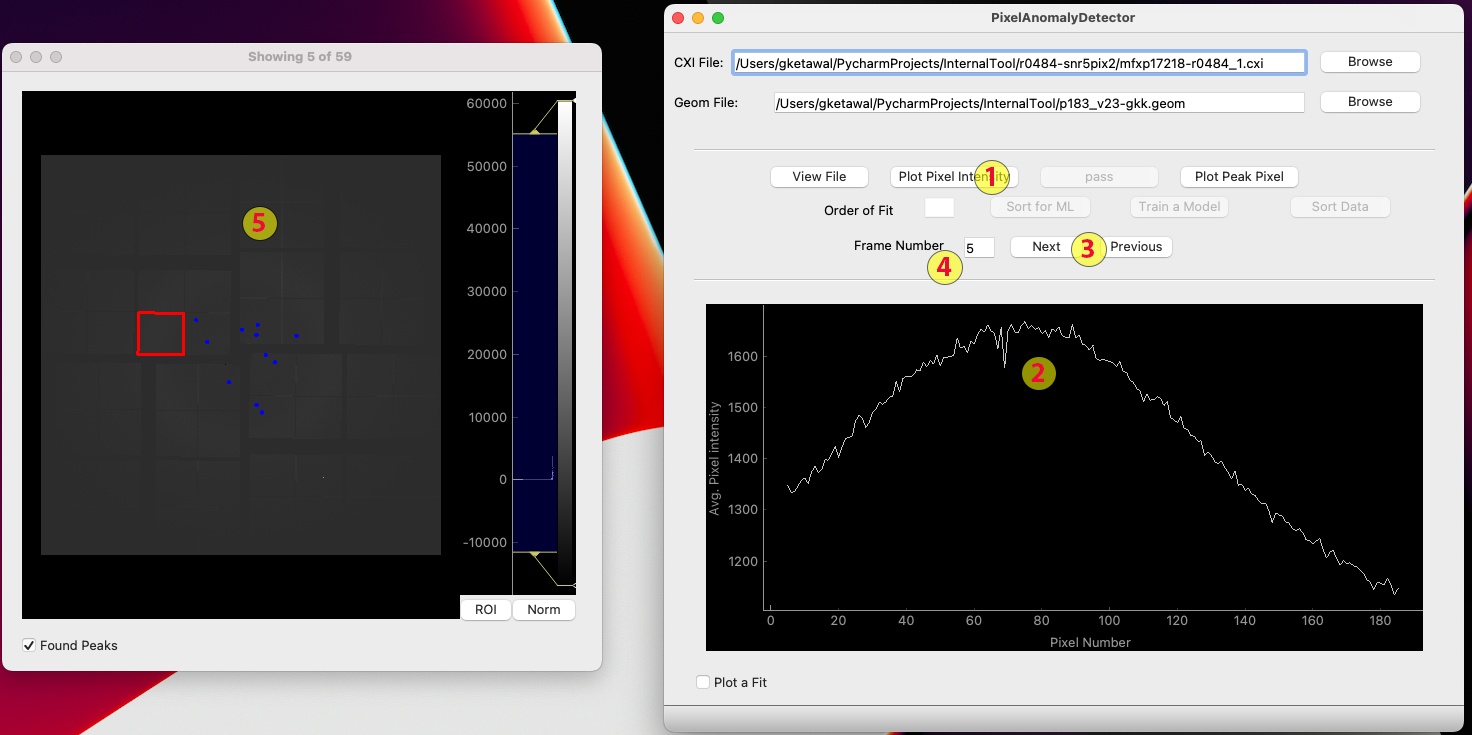 Showing 5 of 59
60000
50000
40000
30000
20000
10000
0
-10000
5
ROI
Norm
Found Peaks
PixelAnomalyDetector
CXI File:
/Users/gketawal/PycharmProjects/InternalTool/r0484-snr5pix2/mfxp17218-r0484_1.cxi
Browse
Geom File:
/Users/gketawal/PycharmProjects/InternalTool/p183_v23-gkk.geom
Browse
View File
Plot Pixel Intensity
1
pass
Plot Peak Pixel
Order of Fit
Sort for ML
Train a Model
Sort Data
Frame Number
5
Next
3
Previous
4
1600
1500
1400
1300
1200
Avg. Pixel intensity
2
0 20 40 60 80 100 120 140 160 180
Pixel Number
Plot a Fit